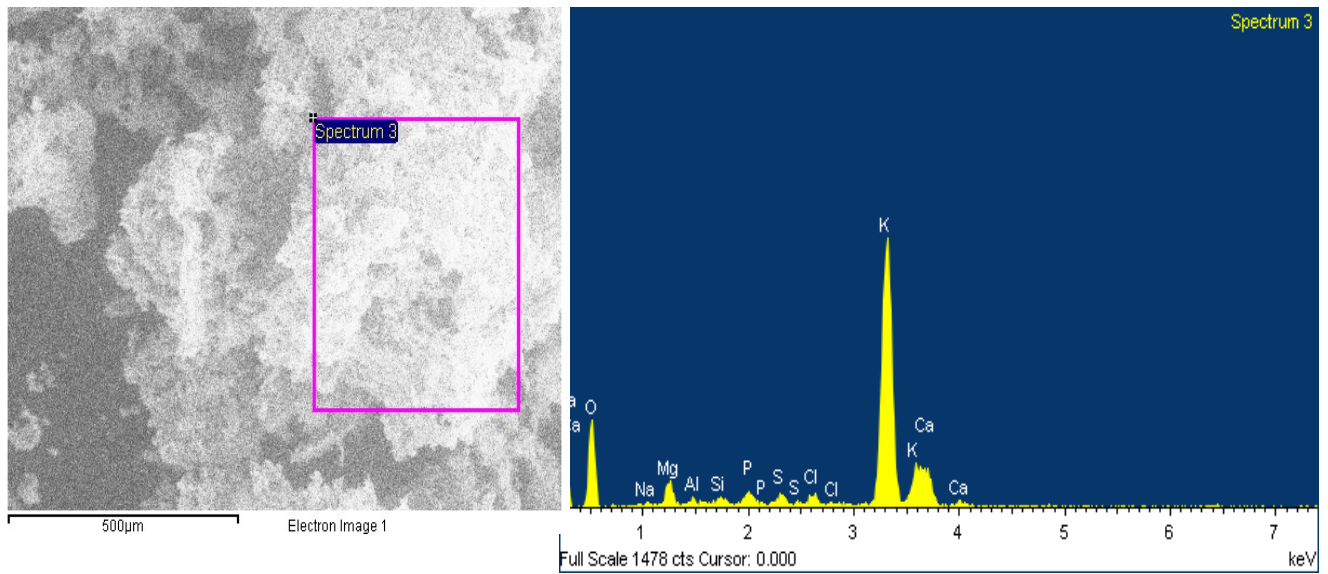 Spectrum 3
500µm
Electron Image 1
Spectrum 3
K
Ca
a
O
Ca
K
Mg
P
S
Cl
Na
Al
Si
P
S
Cl
Ca
1 2 3 4 5 6 7
Full Scale 1478 cts Cursor: 0.000
keV